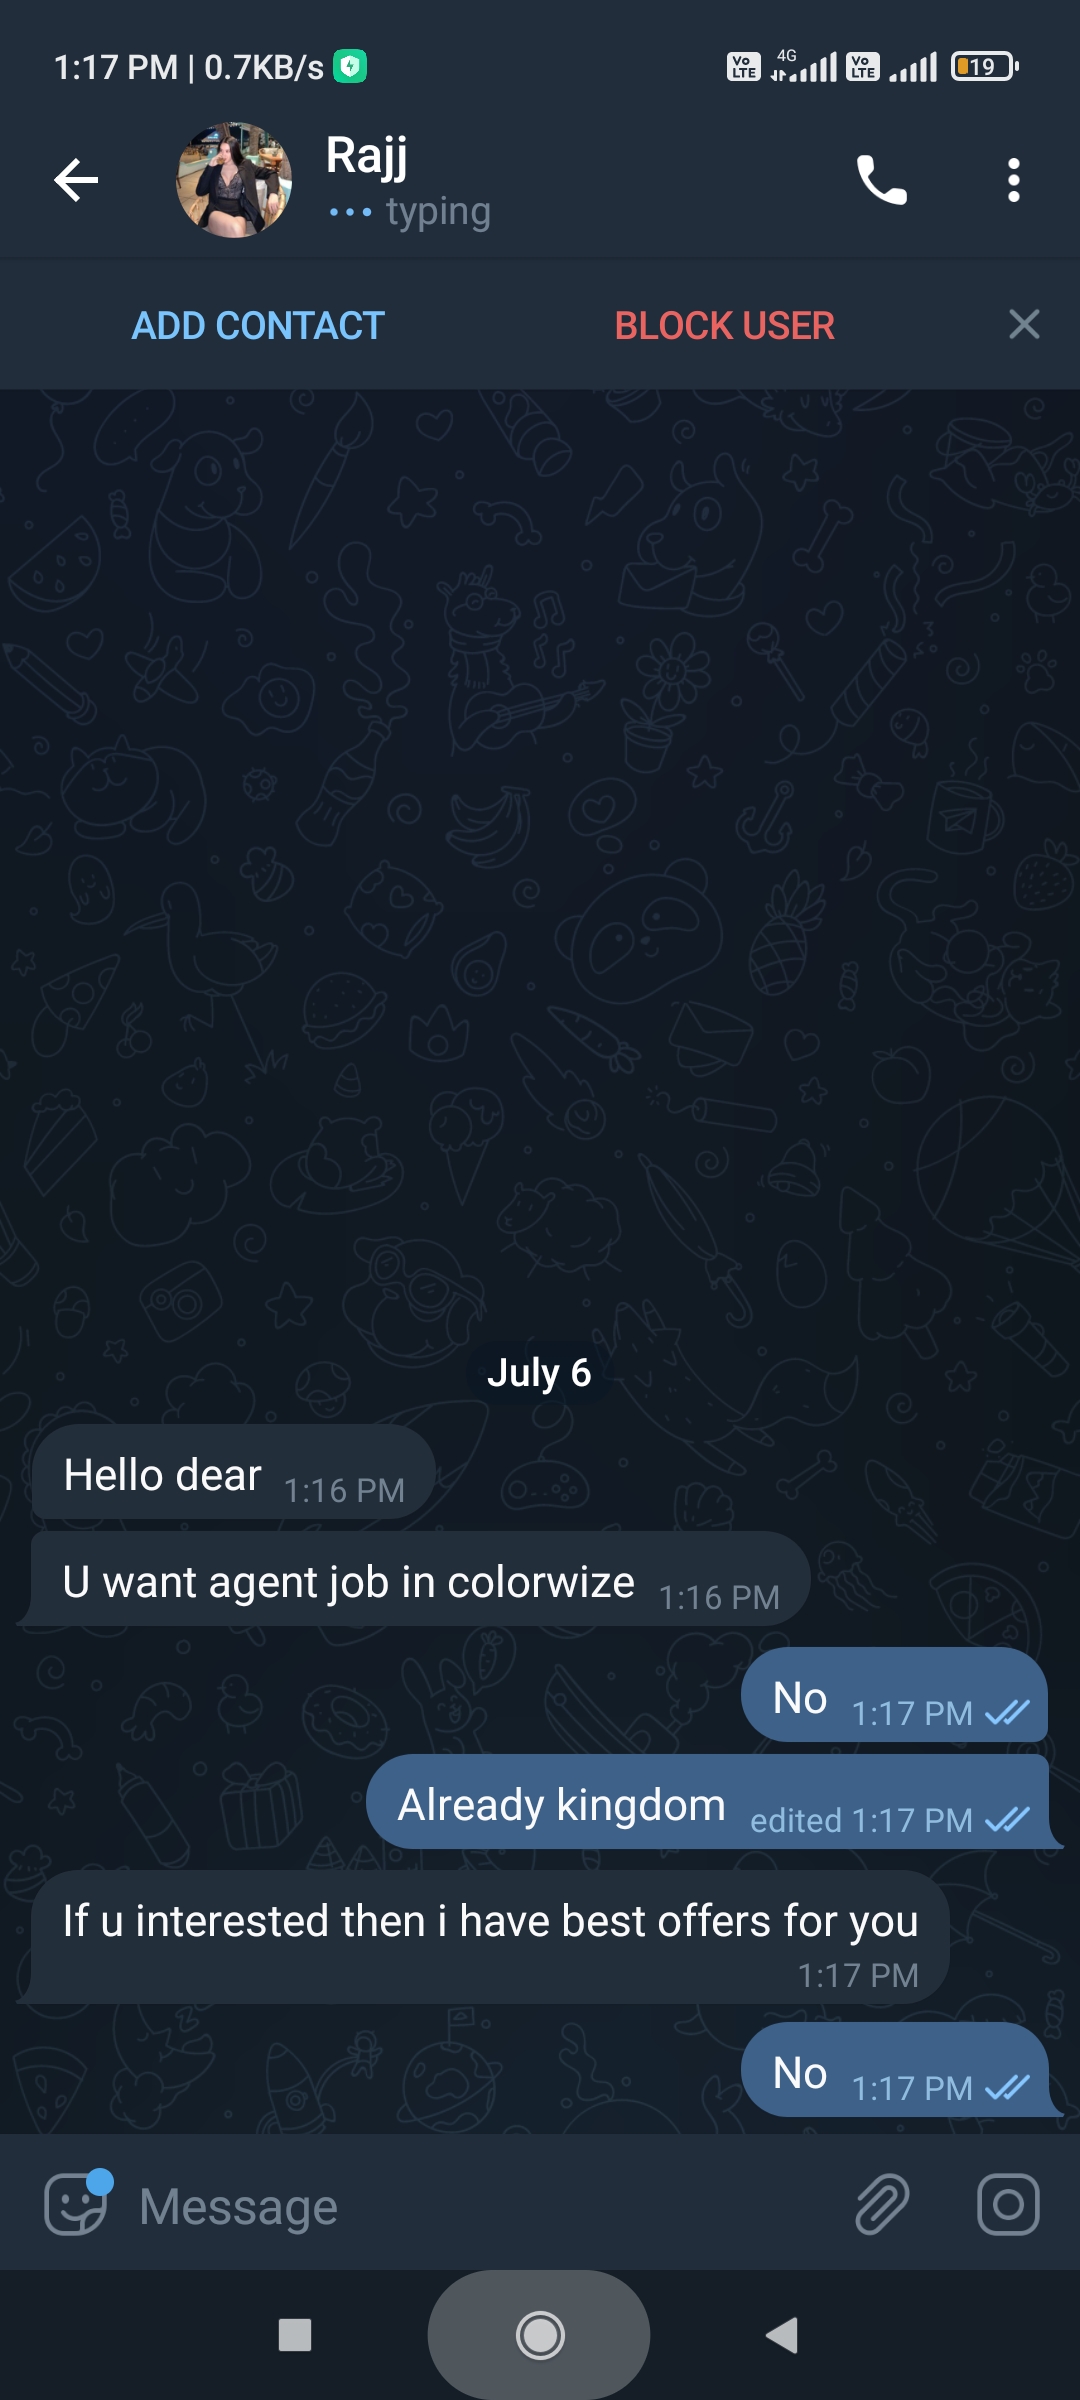 1:17 PM | 0.7KB/s
Vo LTE 4G Vo LTE 19
Rajj
typing
ADD CONTACT BLOCK USER
July 6
Hello dear 1:16 PM
U want agent job in colorwize 1:16 PM
No 1:17 PM
Already kingdom edited 1:17 PM
If u interested then i have best offers for you
1:17 PM
No 1:17 PM
Message